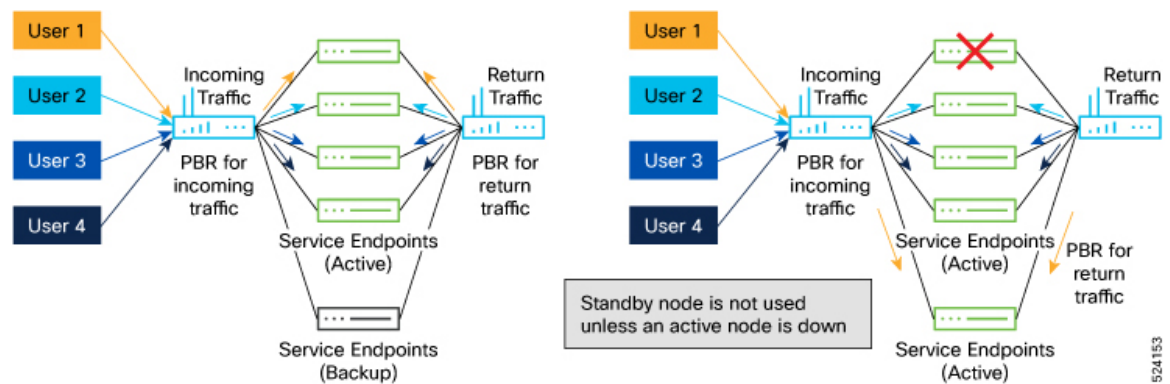 User 1
User 2
User 3
User 4
Incoming
Traffic
PBR for
incoming
traffic
Return
Traffic
PBR for
return
traffic
Service Endpoints
(Active)
Service Endpoints
(Backup)
User 1
User 2
User 3
User 4
Incoming
Traffic
PBR for
incoming
traffic
Return
Traffic
Service Endpoints
(Active)
PBR for
return
traffic
Standby node is not used
unless an active node is down
Service Endpoints
(Active)
524153